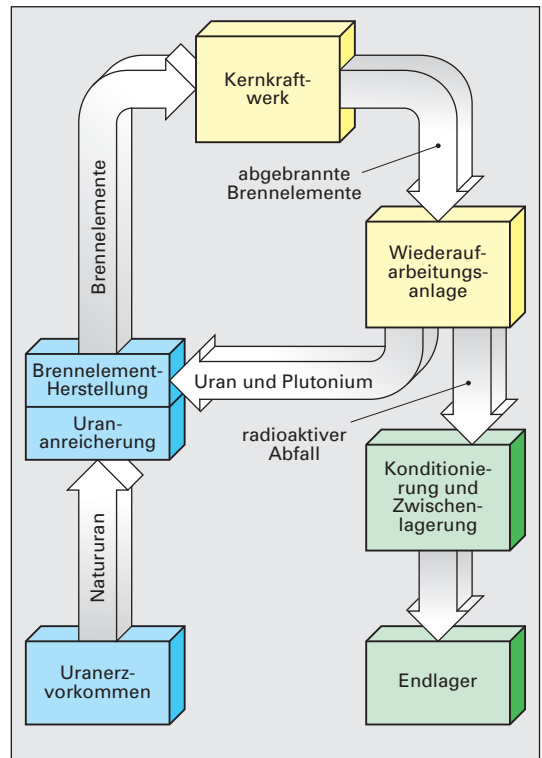 Kernkraft-
werk
abgebrannte
Brennelemente
Brennelemente
Wiederauf-
arbeitungs-
anlage
Brennelement-
Herstellung
Uran und Plutonium
Uran-
anreicherung
radioaktiver
Abfall
Konditionie-
rung und
Zwischen-
lagerung
Natururan
Uranerz-
vorkommen
Endlager